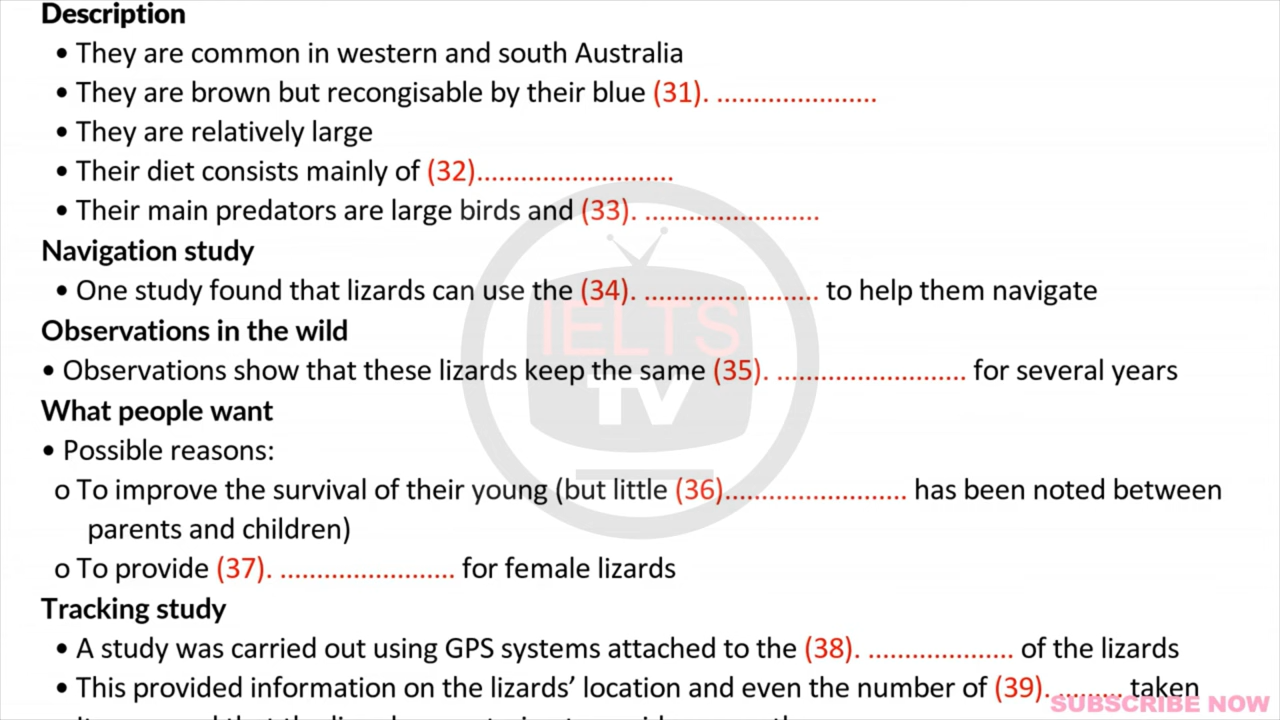 Description
• They are common in western and south Australia
• They are brown but recongisable by their blue (31). ......................
• They are relatively large
• Their diet consists mainly of (32)...........................
• Their main predators are large birds and (33). ........................
Navigation study
• One study found that lizards can use the (34). ........................ to help them navigate
Observations in the wild
• Observations show that these lizards keep the same (35). .......................... for several years
What people want
• Possible reasons:
o To improve the survival of their young (but little (36)......................... has been noted between
parents and children)
o To provide (37). ........................ for female lizards
Tracking study
• A study was carried out using GPS systems attached to the (38). .................... of the lizards
• This provided information on the lizards’ location and even the number of (39). ......... taken
IELTS
TV
SUBSCRIBE NOW